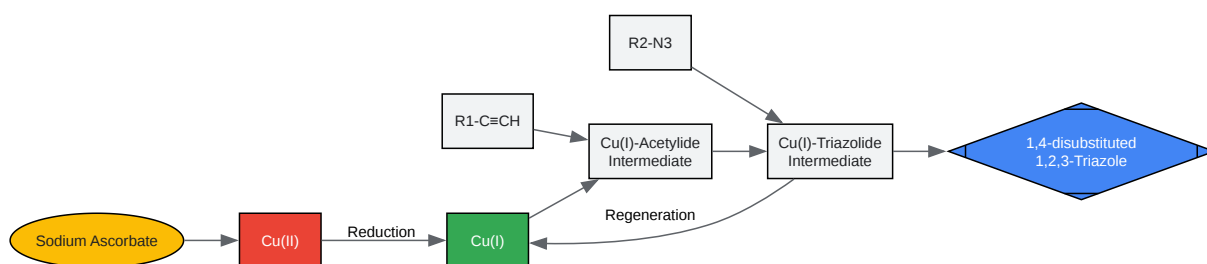 R2-N3
R1-C≡CH
Cu(I)-Acetylide
Intermediate
Cu(I)-Triazolide
Intermediate
1,4-disubstituted
1,2,3-Triazole
Sodium Ascorbate
Cu(II)
Reduction
Cu(I)
Regeneration